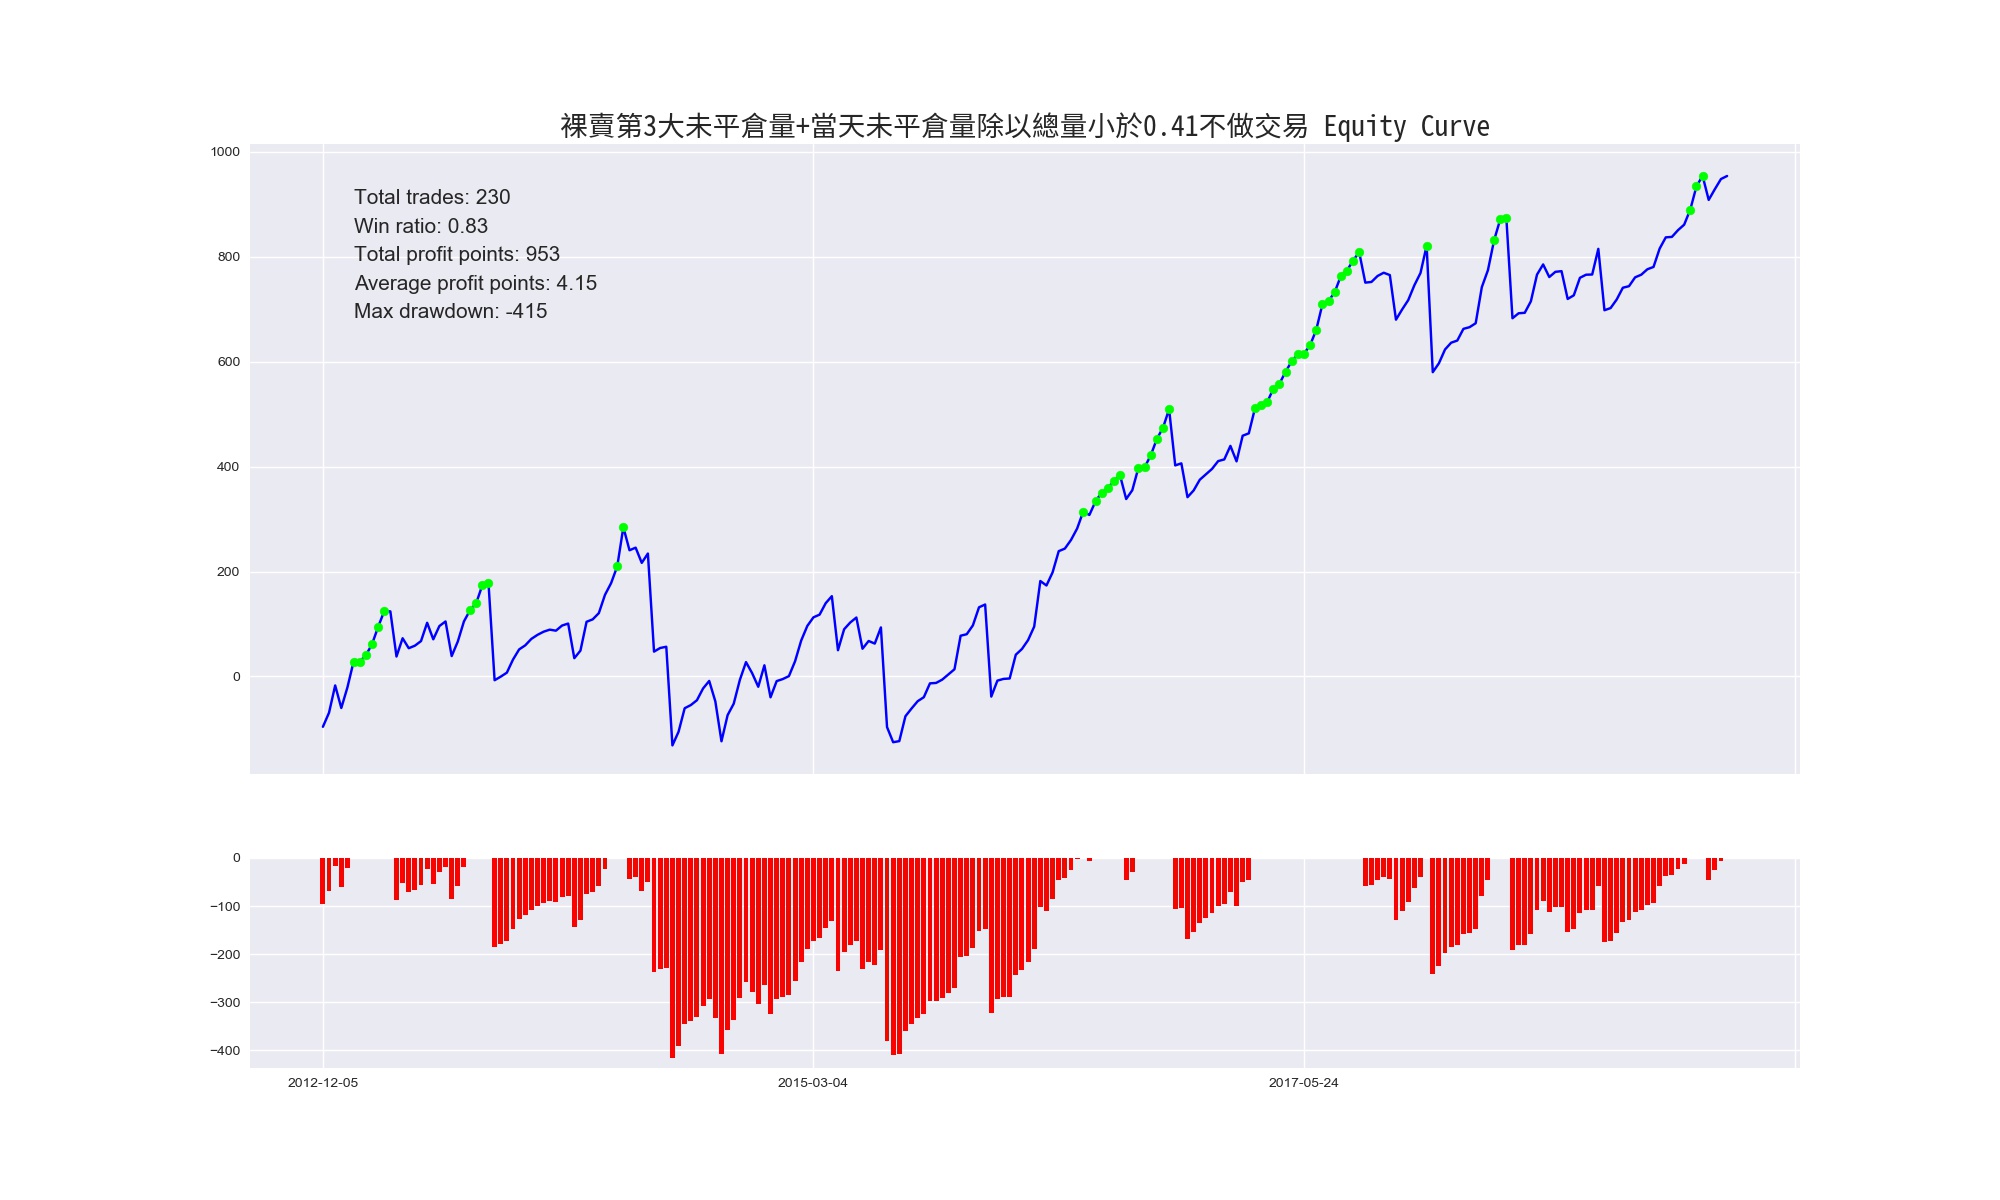 裸賣第3大未平倉量+當天未平倉量除以總量小於0.41不做交易 Equity Curve
1000
800
600
400
200
0
Total trades: 230
Win ratio: 0.83
Total profit points: 953
Average profit points: 4.15
Max drawdown: -415
0
−100
−200
−300
−400
2012-12-05 2015-03-04 2017-05-24